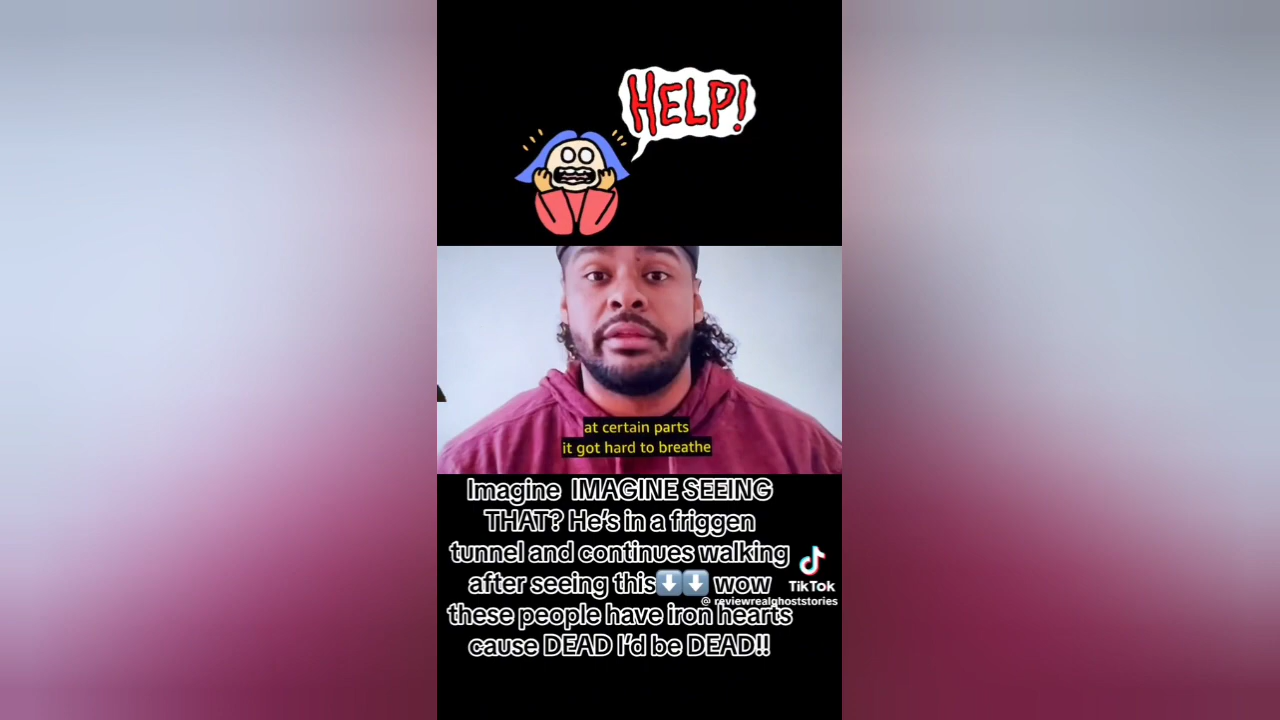 HELP!
at certain parts
it got hard to breathe
Imagine  IMAGINE SEEING
THAT? He's in a friggen
tunnel and continues walking
after seeing this⬇️⬇️ wow
these people have iron hearts
cause DEAD I'd be DEAD!!
TikTok
@ reviewrealghoststories